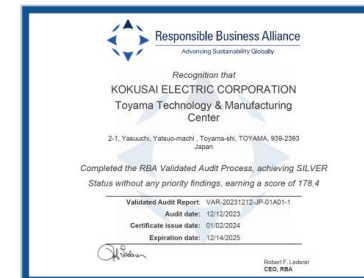 Responsible Business Alliance
Advancing Sustainability Globally
Recognition that
KOKUSAI ELECTRIC CORPORATION
Toyama Technology & Manufacturing
Center
2-1, Yasuuchi, Yatsuo-machi , Toyama-shi, TOYAMA, 939-2393
Japan
Completed the RBA Validated Audit Process, achieving SILVER
Status without any priority findings, earning a score of 178.4
Validated Audit Report: VAR-20231212-JP-01A01-1
Audit date: 12/12/2023
Certificate issue date: 01/02/2024
Expiration date: 12/14/2025
Robert F. Lederer
CEO, RBA